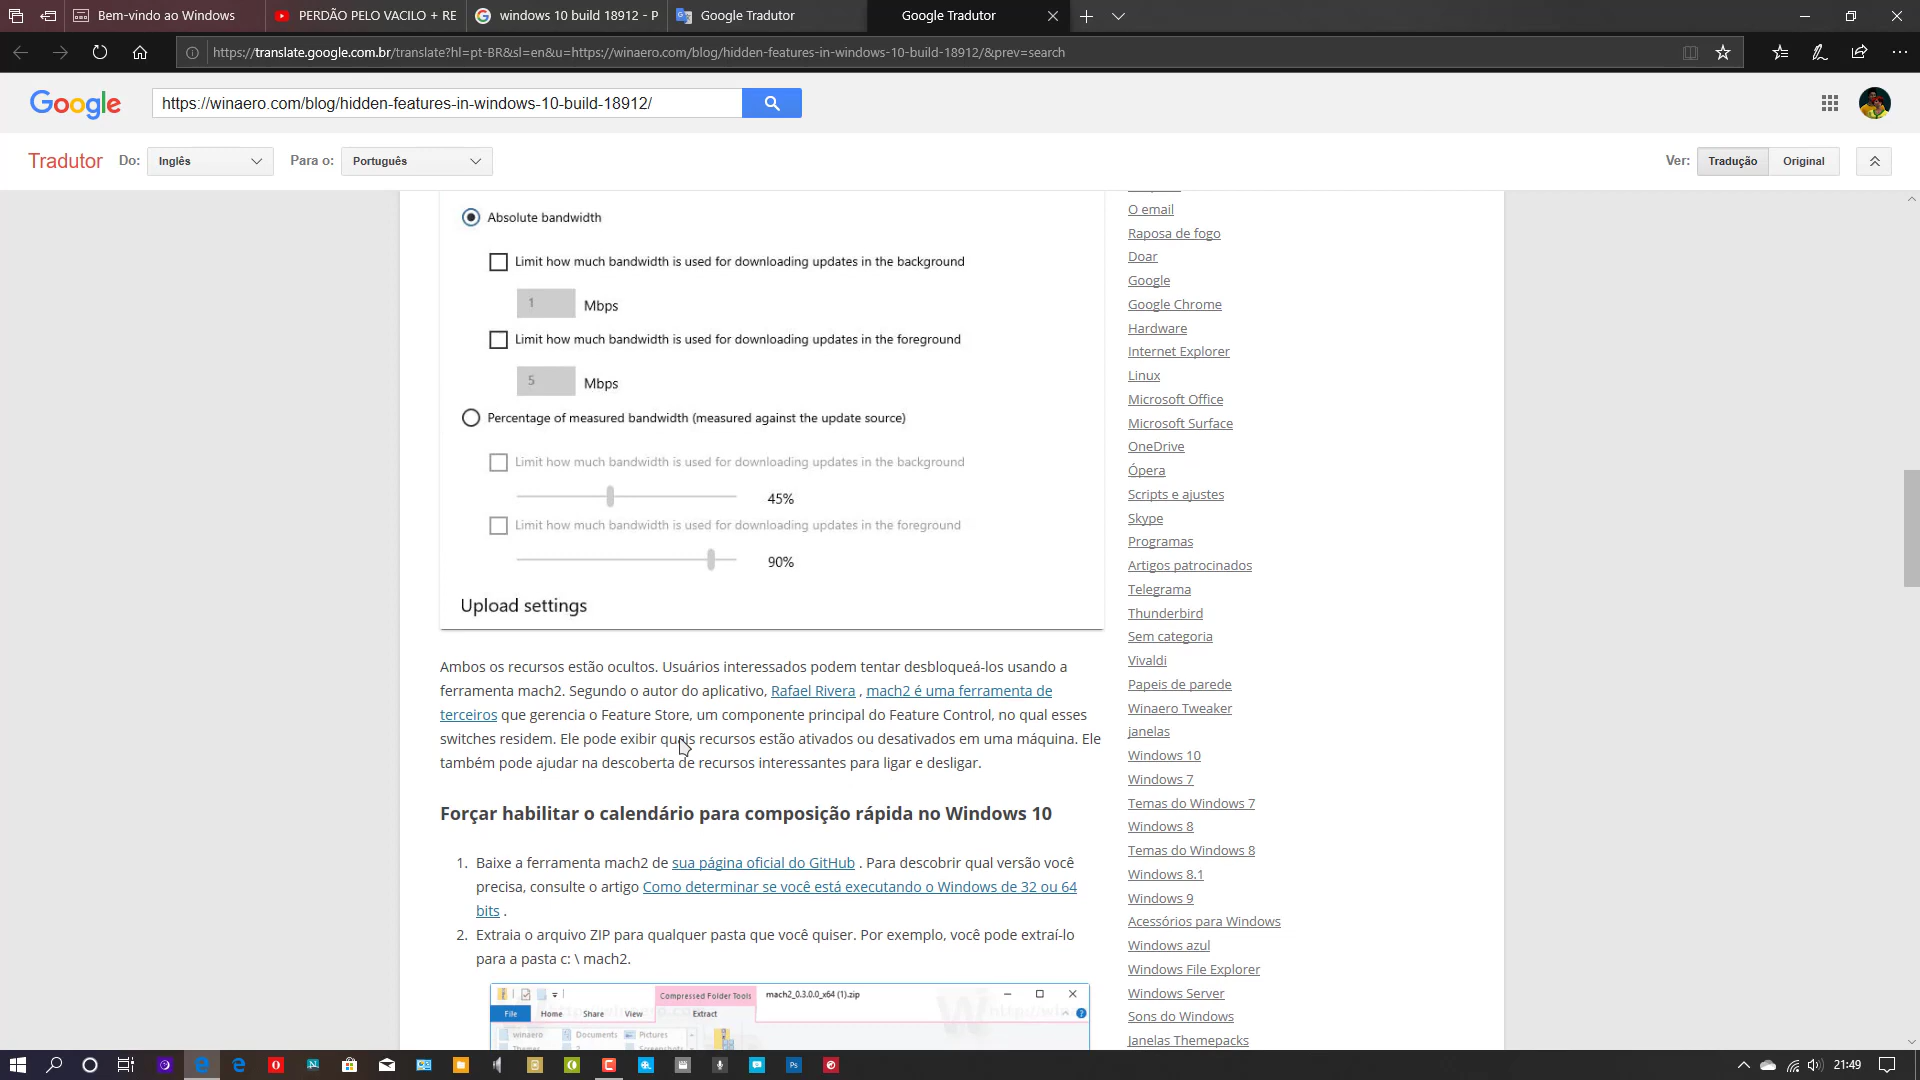 Bem-vindo ao Windows
PERDÃO PELO VACILO + RE
windows 10 build 18912 - P
Google Tradutor
Google Tradutor
https://translate.google.com.br/translate?hl=pt-BR&sl=en&u=https://winaero.com/blog/hidden-features-in-windows-10-build-18912/&prev=search
Google
https://winaero.com/blog/hidden-features-in-windows-10-build-18912/
Tradutor Do: Inglês Para o: Português Ver: Tradução Original
Absolute bandwidth
Limit how much bandwidth is used for downloading updates in the background
1 Mbps
Limit how much bandwidth is used for downloading updates in the foreground
5 Mbps
Percentage of measured bandwidth (measured against the update source)
Limit how much bandwidth is used for downloading updates in the background
45%
Limit how much bandwidth is used for downloading updates in the foreground
90%
Upload settings
Ambos os recursos estão ocultos. Usuários interessados podem tentar desbloqueá-los usando a
ferramenta mach2. Segundo o autor do aplicativo, Rafael Rivera , mach2 é uma ferramenta de
terceiros que gerencia o Feature Store, um componente principal do Feature Control, no qual esses
switches residem. Ele pode exibir quais recursos estão ativados ou desativados em uma máquina. Ele
também pode ajudar na descoberta de recursos interessantes para ligar e desligar.
Forçar habilitar o calendário para composição rápida no Windows 10
1. Baixe a ferramenta mach2 de sua página oficial do GitHub . Para descobrir qual versão você
precisa, consulte o artigo Como determinar se você está executando o Windows de 32 ou 64
bits .
2. Extraia o arquivo ZIP para qualquer pasta que você quiser. Por exemplo, você pode extraí-lo
para a pasta c: \ mach2.
Compressed Folder Tools mach2_0.3.0.0_x64 (1).zip
File Home Share View Extract
winaero Documents Pictures
O email
Raposa de fogo
Doar
Google
Google Chrome
Hardware
Internet Explorer
Linux
Microsoft Office
Microsoft Surface
OneDrive
Ópera
Scripts e ajustes
Skype
Programas
Artigos patrocinados
Telegrama
Thunderbird
Sem categoria
Vivaldi
Papeis de parede
Winaero Tweaker
janelas
Windows 10
Windows 7
Temas do Windows 7
Windows 8
Temas do Windows 8
Windows 8.1
Windows 9
Acessórios para Windows
Windows azul
Windows File Explorer
Windows Server
Sons do Windows
Janelas Themepacks
21:49